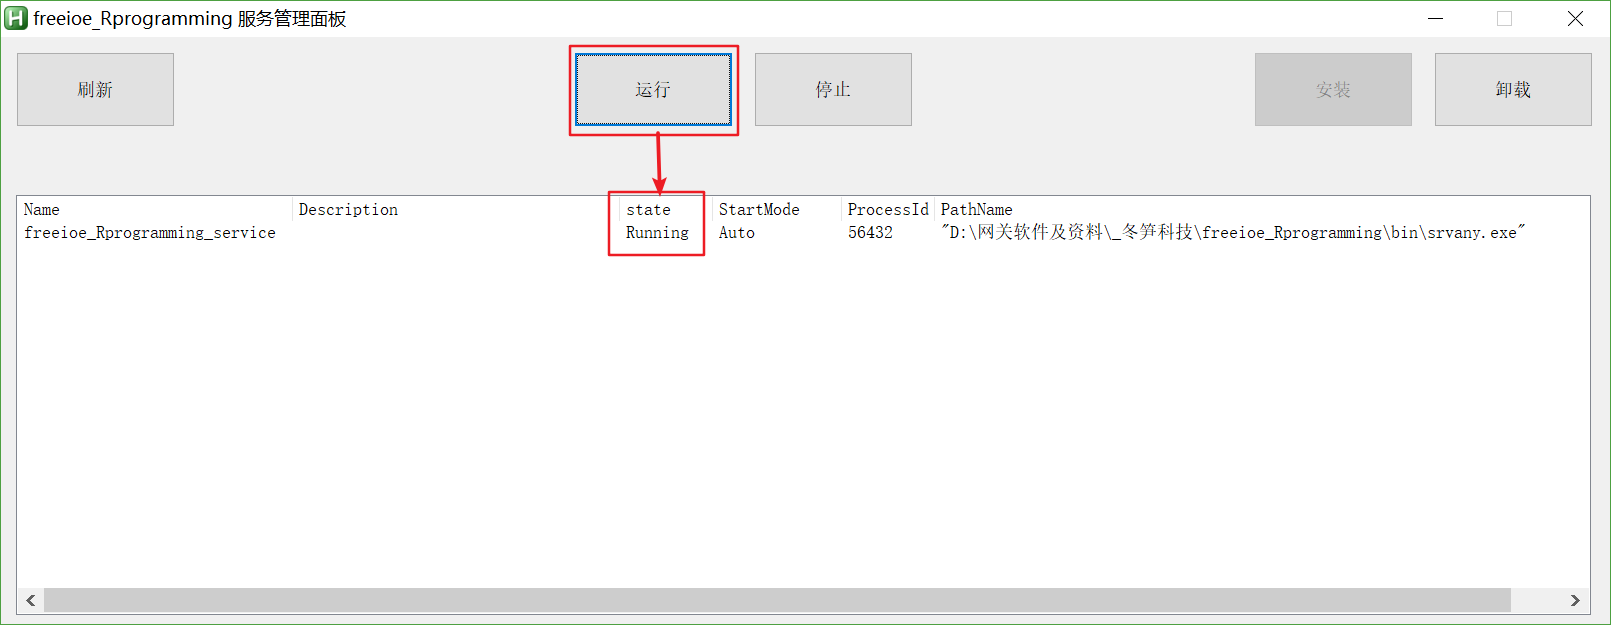 freeioe_Rprogramming 服务管理面板
刷新 运行 停止 安装 卸载
Name Description state StartMode ProcessId PathName
freeioe_Rprogramming_service Running Auto 56432 "D:\网关软件及资料\_冬笋科技\freeioe_Rprogramming\bin\srvany.exe"